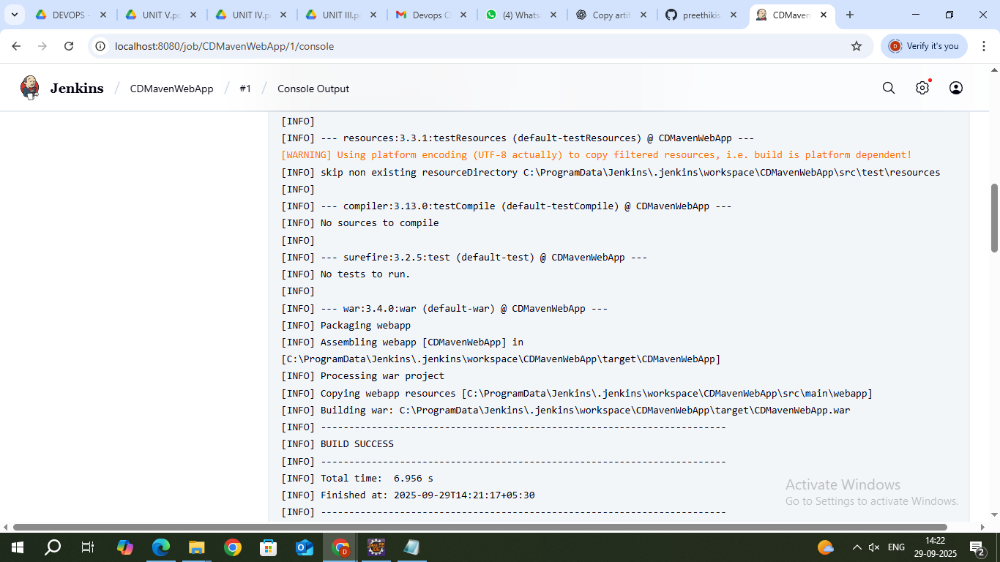 DEVOPS -
UNIT V.pd
UNIT IV.p
UNIT III.po
Devops C
(4) Whats
Copy artif
preethikis
CDMaven
localhost:8080/job/CDMavenWebApp/1/console
D
Verify it's you
Jenkins / CDMavenWebApp / #1 / Console Output
[INFO]
[INFO] --- resources:3.3.1:testResources (default-testResources) @ CDMavenWebApp ---
[WARNING] Using platform encoding (UTF-8 actually) to copy filtered resources, i.e. build is platform dependent!
[INFO] skip non existing resourceDirectory C:\ProgramData\Jenkins\.jenkins\workspace\CDMavenWebApp\src\test\resources
[INFO]
[INFO] --- compiler:3.13.0:testCompile (default-testCompile) @ CDMavenWebApp ---
[INFO] No sources to compile
[INFO]
[INFO] --- surefire:3.2.5:test (default-test) @ CDMavenWebApp ---
[INFO] No tests to run.
[INFO]
[INFO] --- war:3.4.0:war (default-war) @ CDMavenWebApp ---
[INFO] Packaging webapp
[INFO] Assembling webapp [CDMavenWebApp] in
[C:\ProgramData\Jenkins\.jenkins\workspace\CDMavenWebApp\target\CDMavenWebApp]
[INFO] Processing war project
[INFO] Copying webapp resources [C:\ProgramData\Jenkins\.jenkins\workspace\CDMavenWebApp\src\main\webapp]
[INFO] Building war: C:\ProgramData\Jenkins\.jenkins\workspace\CDMavenWebApp\target\CDMavenWebApp.war
[INFO] ------------------------------------------------------------------------
[INFO] BUILD SUCCESS
[INFO] ------------------------------------------------------------------------
[INFO] Total time:  6.956 s
[INFO] Finished at: 2025-09-29T14:21:17+05:30
[INFO] ------------------------------------------------------------------------
Activate Windows
Go to Settings to activate Windows.
D
ENG
14:22
29-09-2025
2